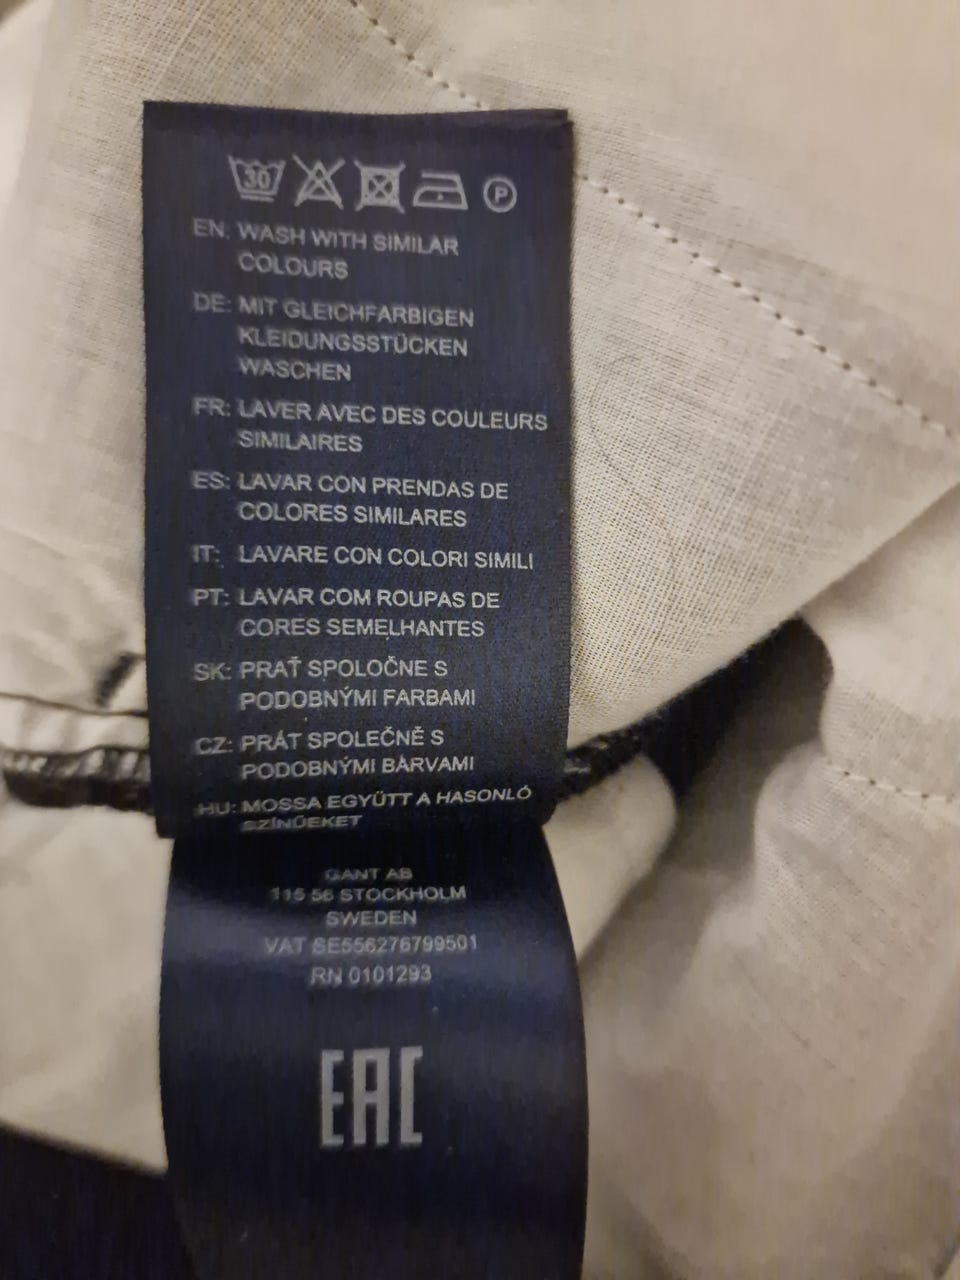 30 P
EN: WASH WITH SIMILAR
COLOURS
DE: MIT GLEICHFARBIGEN
KLEIDUNGSSTÜCKEN
WASCHEN
FR: LAVER AVEC DES COULEURS
SIMILAIRES
ES: LAVAR CON PRENDAS DE
COLORES SIMILARES
IT: LAVARE CON COLORI SIMILI
PT: LAVAR COM ROUPAS DE
CORES SEMELHANTES
SK: PRAŤ SPOLOČNE S
PODOBNÝMI FARBAMI
CZ: PRÁT SPOLEČNĚ S
PODOBNÝMI BARVAMI
HU: MOSSA EGYÜTT A HASONLÓ
SZÍNŰEKET
GANT AB
115 56 STOCKHOLM
SWEDEN
VAT SE556276799501
RN 0101293
EAC